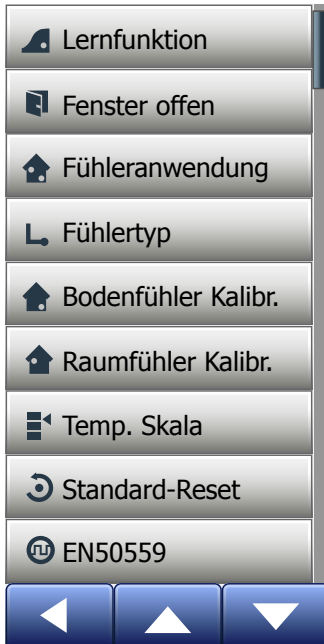 Lernfunktion
Fenster offen
Fühleranwendung
Fühlertyp
Bodenfühler Kalibr.
Raumfühler Kalibr.
Temp. Skala
Standard-Reset
EN50559